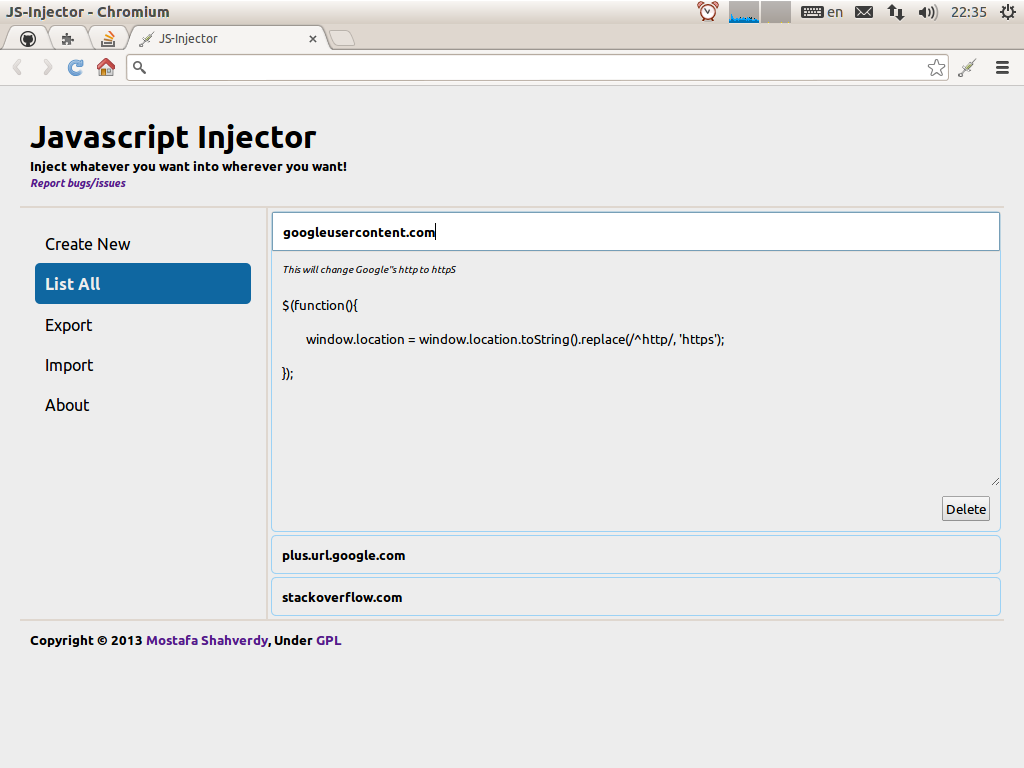 JS-Injector - Chromium
en
22:35
JS-Injector
Javascript Injector
Inject whatever you want into wherever you want!
Report bugs/issues
Create New
List All
Export
Import
About
googleusercontent.com
This will change Google"s http to httpS
$(function(){
window.location = window.location.toString().replace(/^http/, 'https');
});
Delete
plus.url.google.com
stackoverflow.com
Copyright © 2013 Mostafa Shahverdy, Under GPL